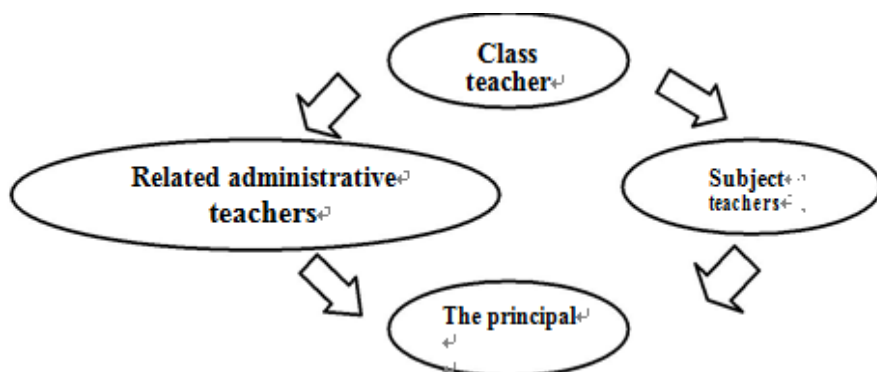 Class
teacher↵
Related administrative↵
teachers↵
Subject↵
teachers↵
The principal↵
↵
↵